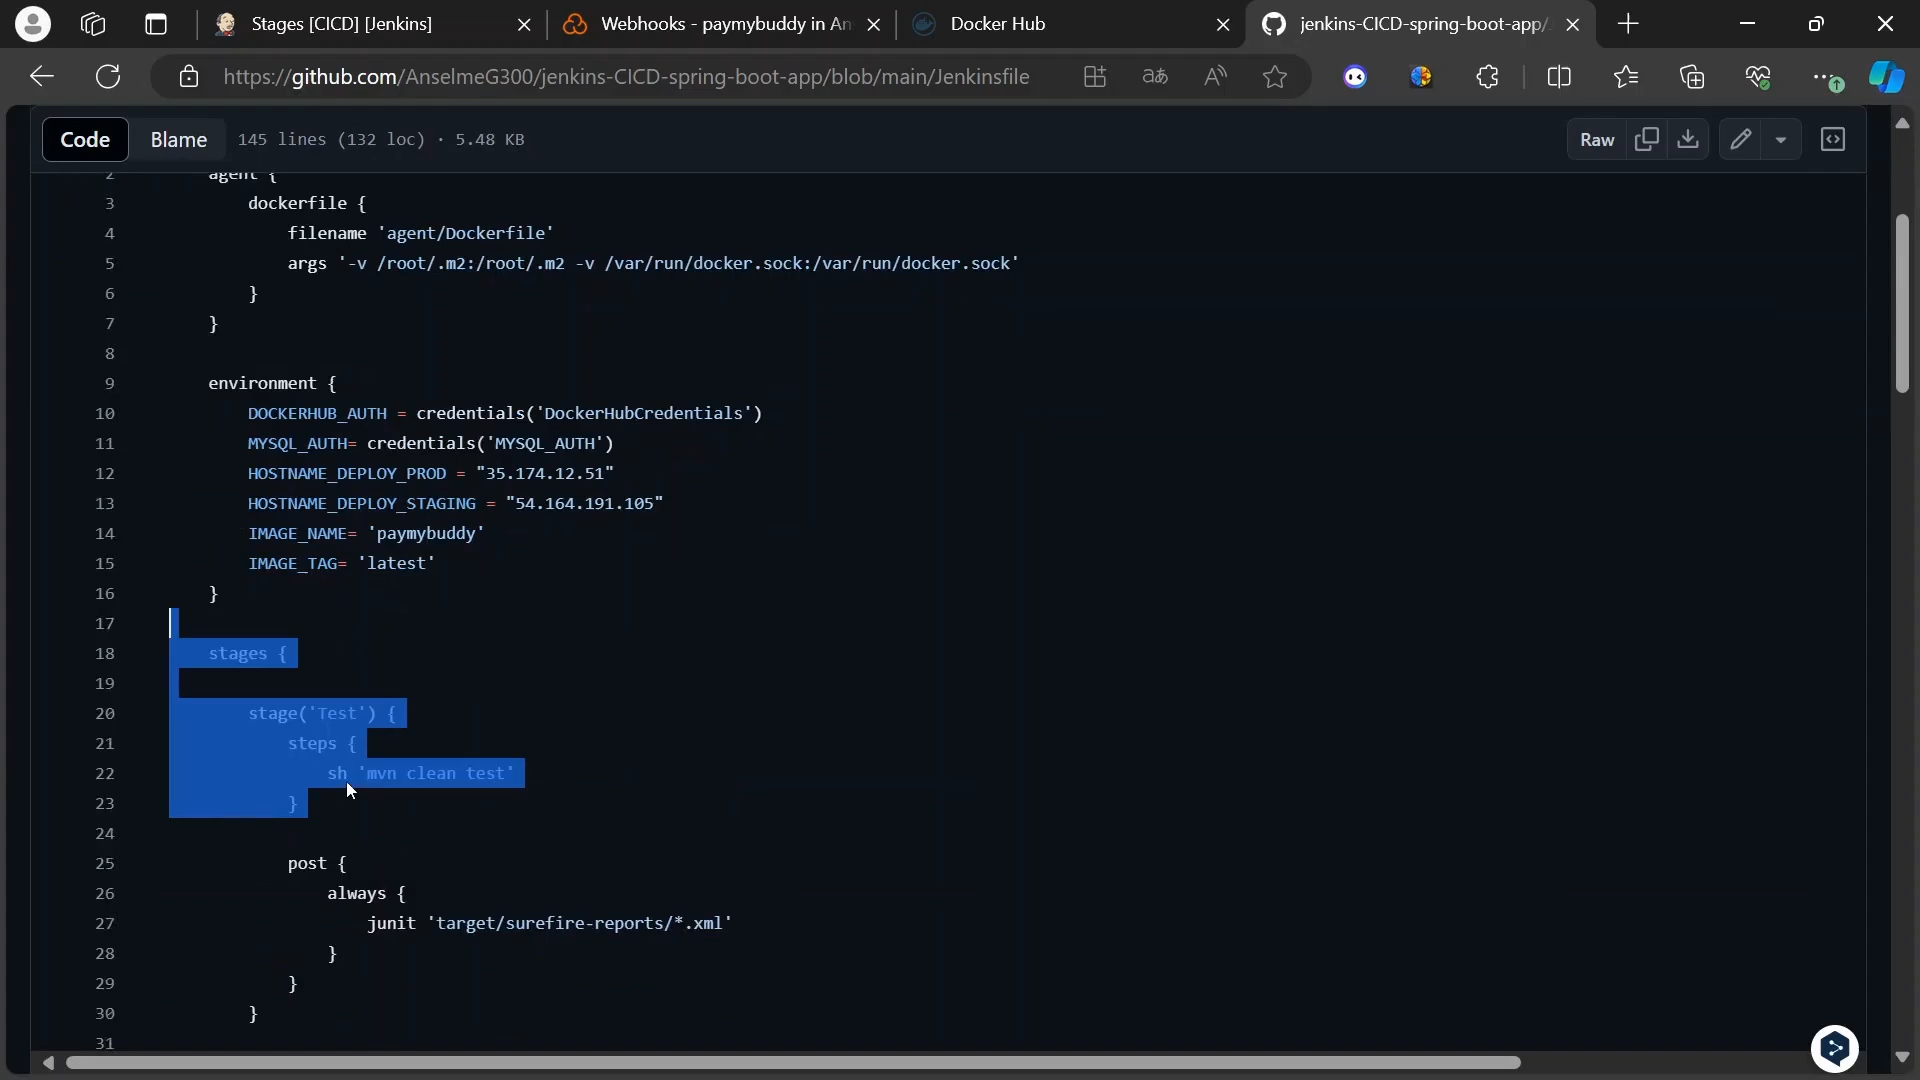 Stages [CICD] [Jenkins]
Webhooks - paymybuddy in An
Docker Hub
jenkins-CICD-spring-boot-app/
https://github.com/AnselmeG300/jenkins-CICD-spring-boot-app/blob/main/Jenkinsfile
Code
Blame
145 lines (132 loc) · 5.48 KB
Raw
2 agent {
3 dockerfile {
4 filename 'agent/Dockerfile'
5 args '-v /root/.m2:/root/.m2 -v /var/run/docker.sock:/var/run/docker.sock'
6 }
7 }
8
9 environment {
10 DOCKERHUB_AUTH = credentials('DockerHubCredentials')
11 MYSQL_AUTH= credentials('MYSQL_AUTH')
12 HOSTNAME_DEPLOY_PROD = "35.174.12.51"
13 HOSTNAME_DEPLOY_STAGING = "54.164.191.105"
14 IMAGE_NAME= 'paymybuddy'
15 IMAGE_TAG= 'latest'
16 }
17
18 stages {
19
20 stage('Test') {
21 steps {
22 sh 'mvn clean test'
23 }
24
25 post {
26 always {
27 junit 'target/surefire-reports/*.xml'
28 }
29 }
30 }
31